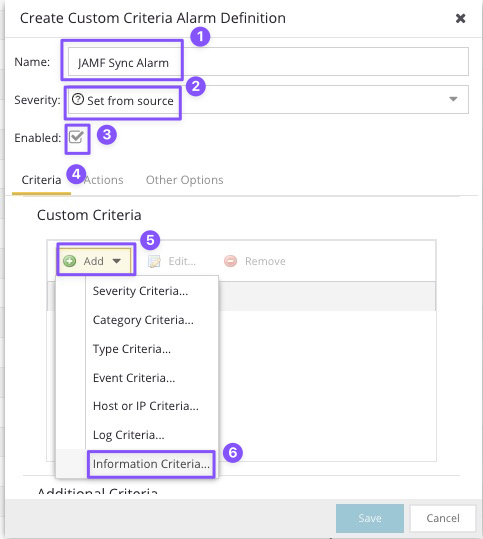 Create Custom Criteria Alarm Definition
1
Name: JAMF Sync Alarm
2
Severity: Set from source
Enabled: 3
4
Criteria Actions Other Options
Custom Criteria
5
Add Edit... Remove
Severity Criteria...
Category Criteria...
Type Criteria...
Event Criteria...
Host or IP Criteria...
Log Criteria...
6
Information Criteria...
Additional Criteria
Save Cancel